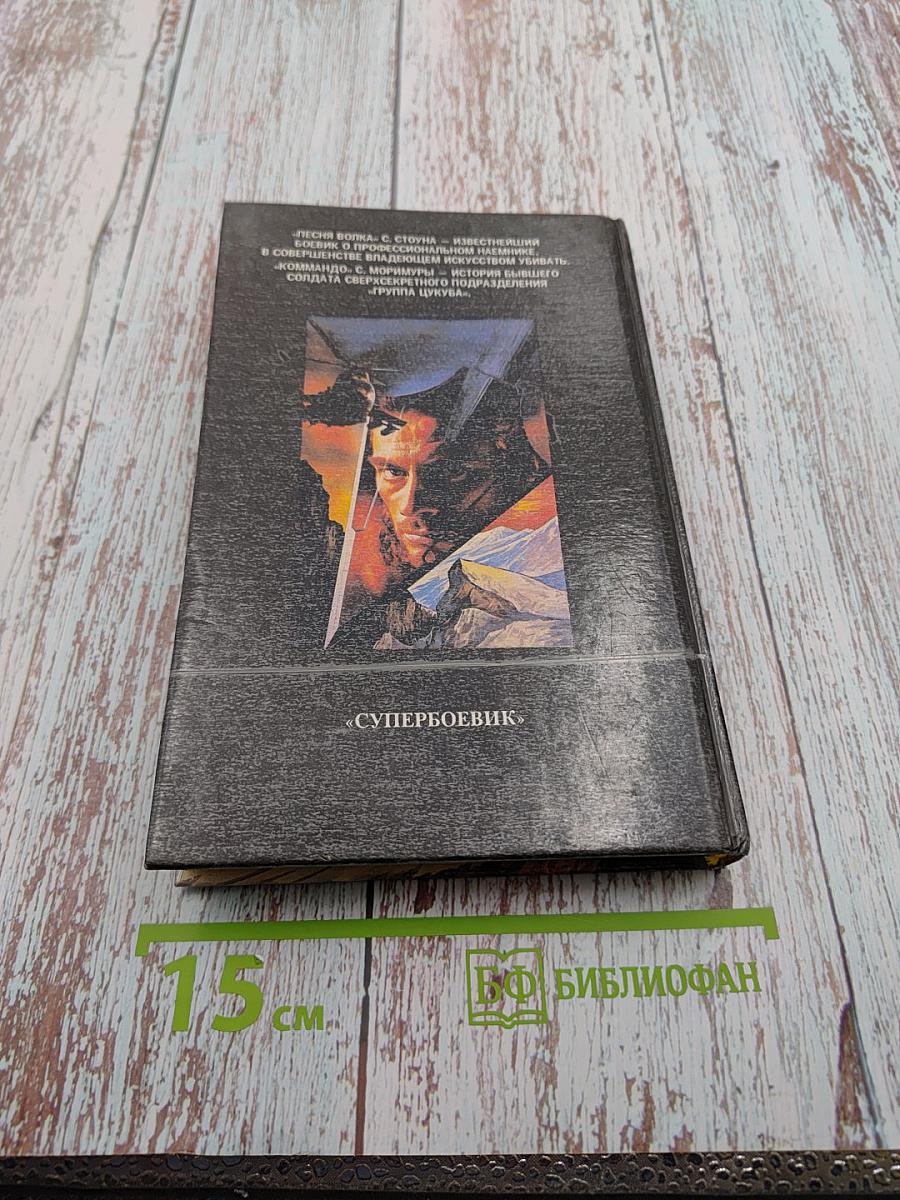 «ПЕСНЯ ВОЛКА» С. СТОУНА – ИЗВЕСТНЕЙШИЙ
БОЕВИК О ПРОФЕССИОНАЛЬНОМ НАЕМНИКЕ,
В СОВЕРШЕНСТВЕ ВЛАДЕЮЩЕМ ИСКУССТВОМ УБИВАТЬ.
«КОММАНДО» С. МОРИМУРЫ – ИСТОРИЯ БЫВШЕГО
СОЛДАТА СВЕРХСЕКРЕТНОГО ПОДРАЗДЕЛЕНИЯ
«ГРУППА ЦУКУБА».
«СУПЕРБОЕВИК»
15 см
БФ БИБЛИОФАН